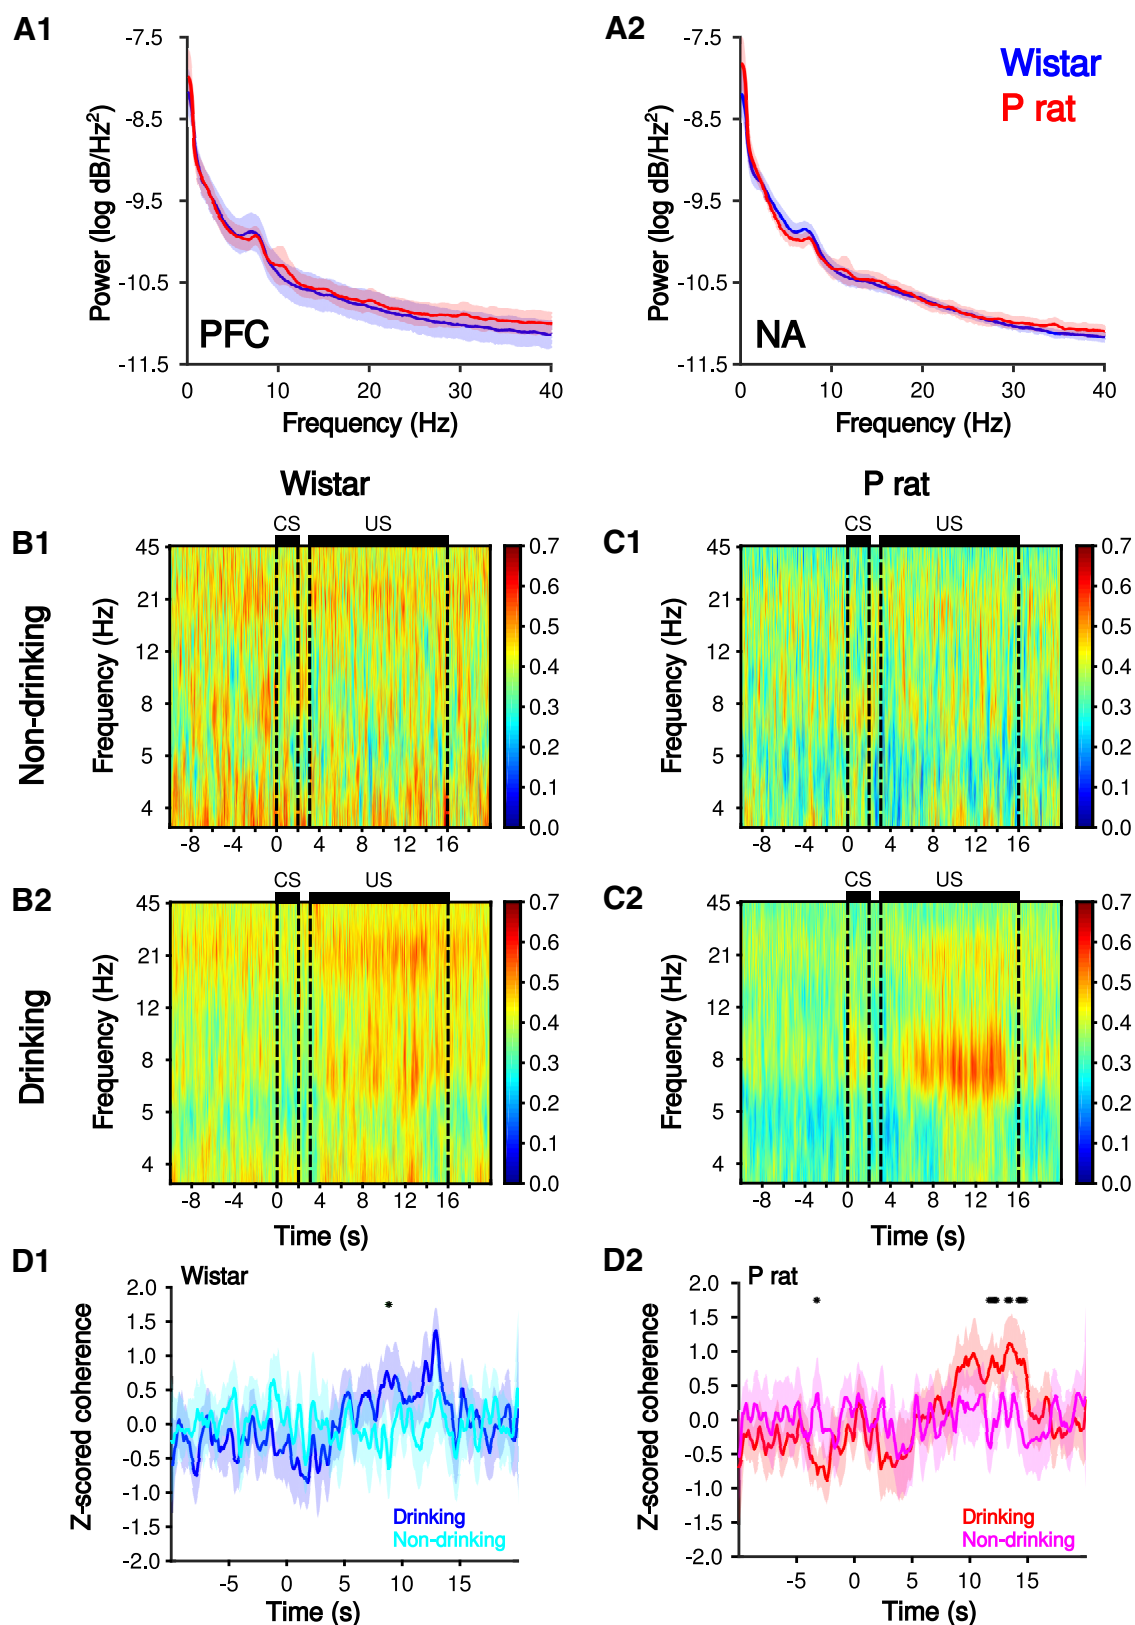 A1
A2
-7.5
-8.5
-9.5
-10.5
-11.5
Power (log dB/Hz²)
PFC
0 10 20 30 40
Frequency (Hz)
-7.5
-8.5
-9.5
-10.5
-11.5
Power (log dB/Hz²)
Wistar
P rat
NA
0 10 20 30 40
Frequency (Hz)
Wistar
P rat
Non-drinking
B1
CS US
45
21
12
8
5
4
Frequency (Hz)
-8 -4 0 4 8 12 16
0.7
0.6
0.5
0.4
0.3
0.2
0.1
0.0
C1
CS US
45
21
12
8
5
4
Frequency (Hz)
-8 -4 0 4 8 12 16
0.7
0.6
0.5
0.4
0.3
0.2
0.1
0.0
Drinking
B2
CS US
45
21
12
8
5
4
Frequency (Hz)
-8 -4 0 4 8 12 16
Time (s)
0.7
0.6
0.5
0.4
0.3
0.2
0.1
0.0
C2
CS US
45
21
12
8
5
4
Frequency (Hz)
-8 -4 0 4 8 12 16
Time (s)
0.7
0.6
0.5
0.4
0.3
0.2
0.1
0.0
D1
Wistar
2.0
1.5
1.0
0.5
0.0
-0.5
-1.0
-1.5
-2.0
Z-scored coherence
*
Drinking
Non-drinking
-5 0 5 10 15
Time (s)
D2
P rat
2.0
1.5
1.0
0.5
0.0
-0.5
-1.0
-1.5
-2.0
Z-scored coherence
Drinking
Non-drinking
-5 0 5 10 15
Time (s)